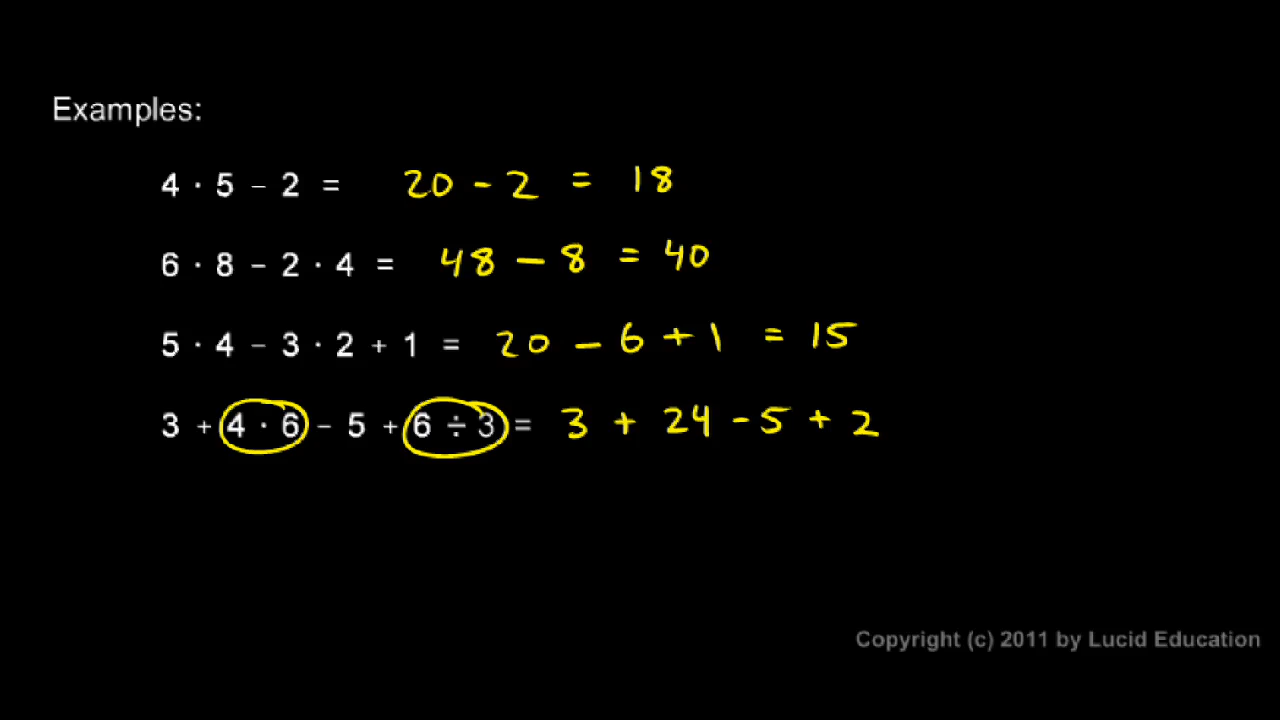 Examples:
4 · 5 – 2 = 20 - 2 = 18
6 · 8 – 2 · 4 = 48 - 8 = 40
5 · 4 – 3 · 2 + 1 = 20 - 6 + 1 = 15
3 + 4 · 6 – 5 + 6 ÷ 3 = 3 + 24 - 5 + 2
Copyright (c) 2011 by Lucid Education